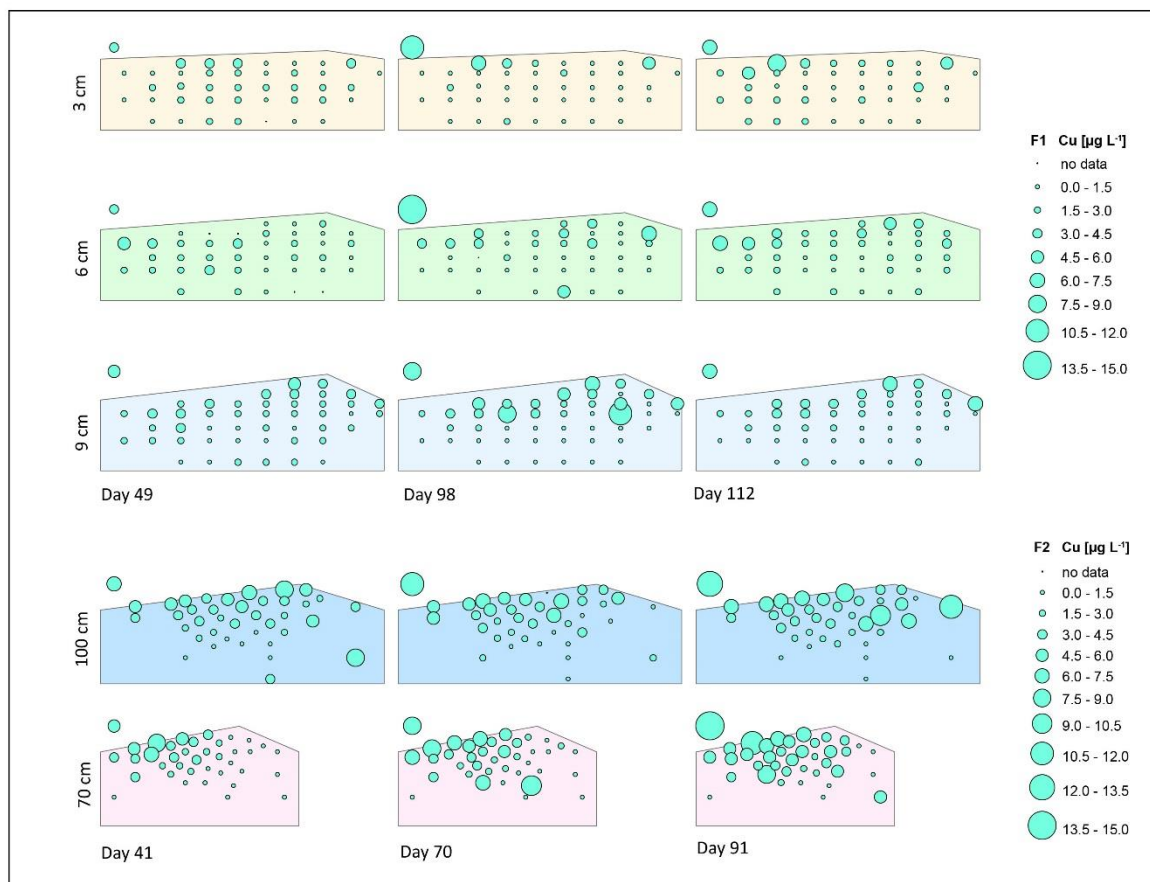 3 cm
6 cm
9 cm
Day 49 Day 98 Day 112
F1 Cu [µg L⁻¹]
no data
0.0 - 1.5
1.5 - 3.0
3.0 - 4.5
4.5 - 6.0
6.0 - 7.5
7.5 - 9.0
10.5 - 12.0
13.5 - 15.0
100 cm
70 cm
Day 41 Day 70 Day 91
F2 Cu [µg L⁻¹]
no data
0.0 - 1.5
1.5 - 3.0
3.0 - 4.5
4.5 - 6.0
6.0 - 7.5
7.5 - 9.0
9.0 - 10.5
10.5 - 12.0
12.0 - 13.5
13.5 - 15.0